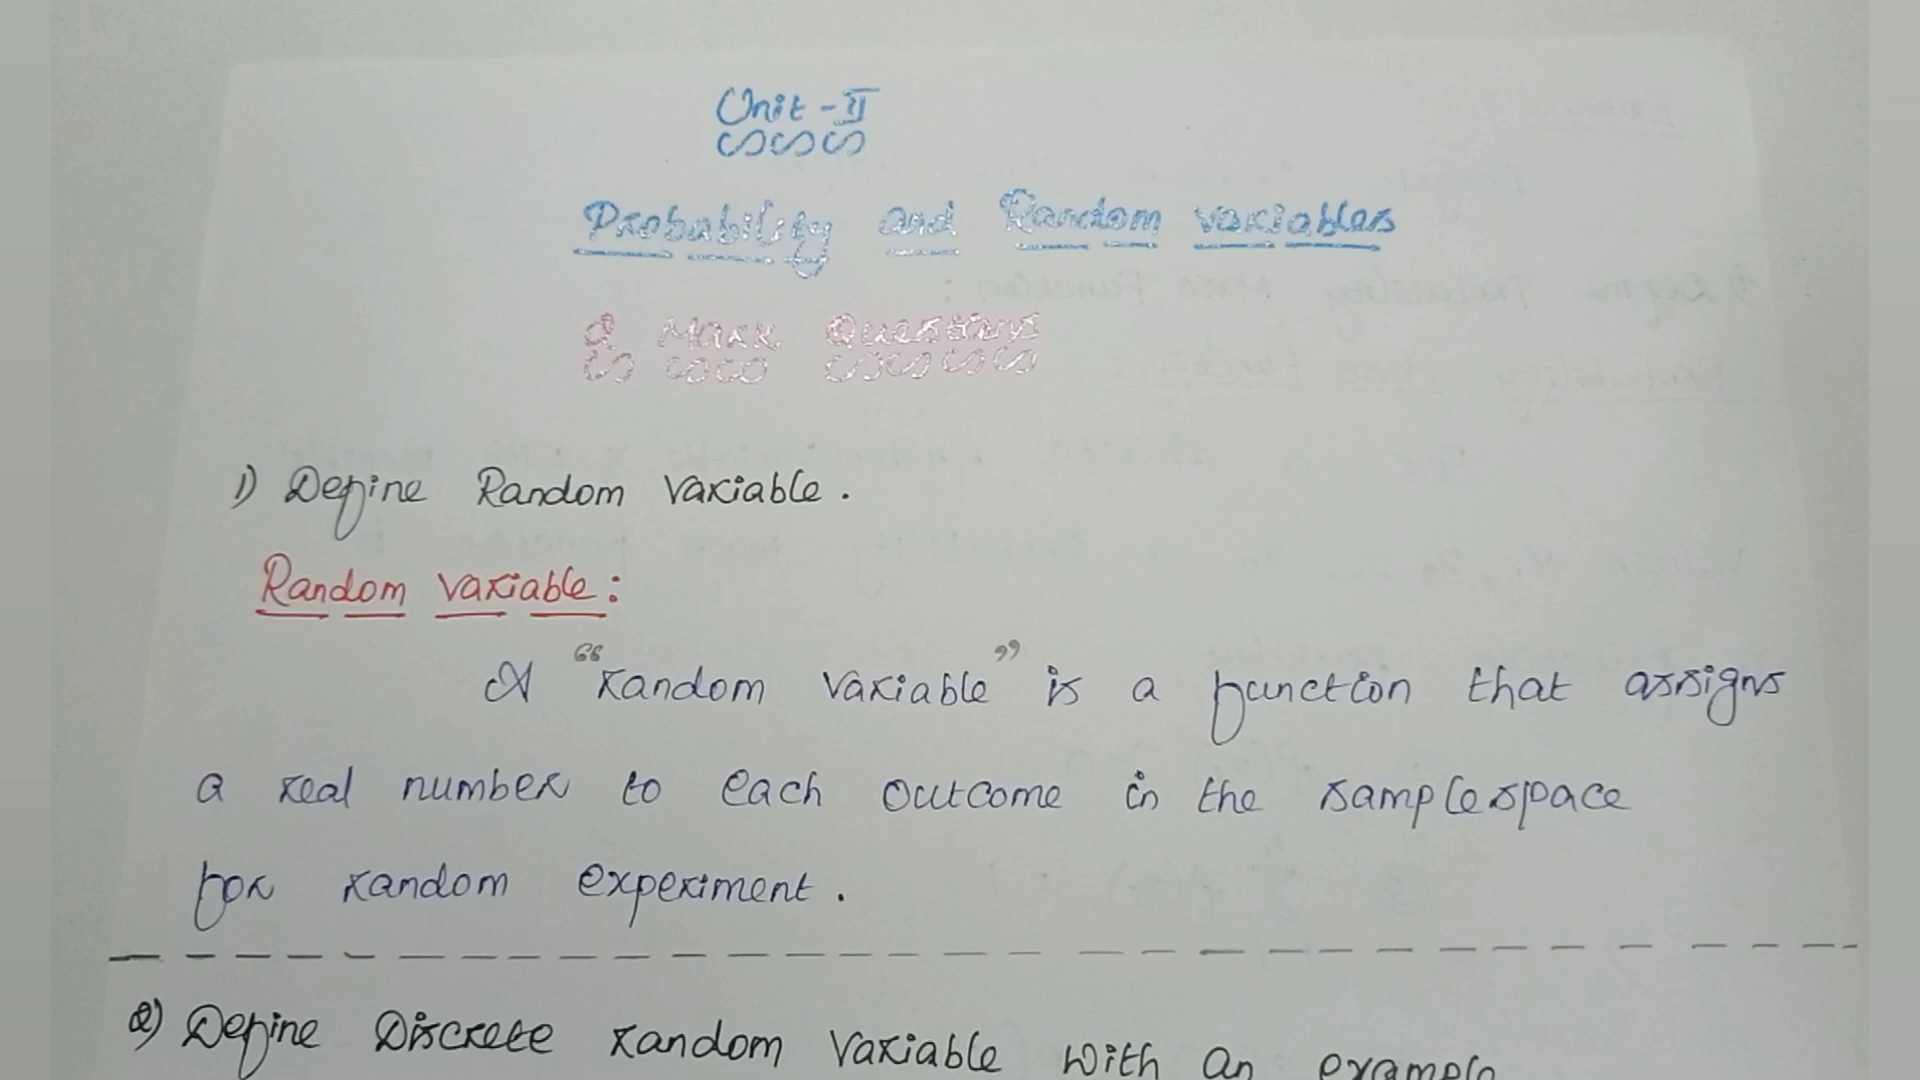 Unit - II
Probability and Random variables
2 Mark Questions
1) Define Random Variable.
Random variable:
A "random variable" is a function that assigns
a real number to each outcome in the samplespace
for random experiment.
2) Define Discrete random variable with an example